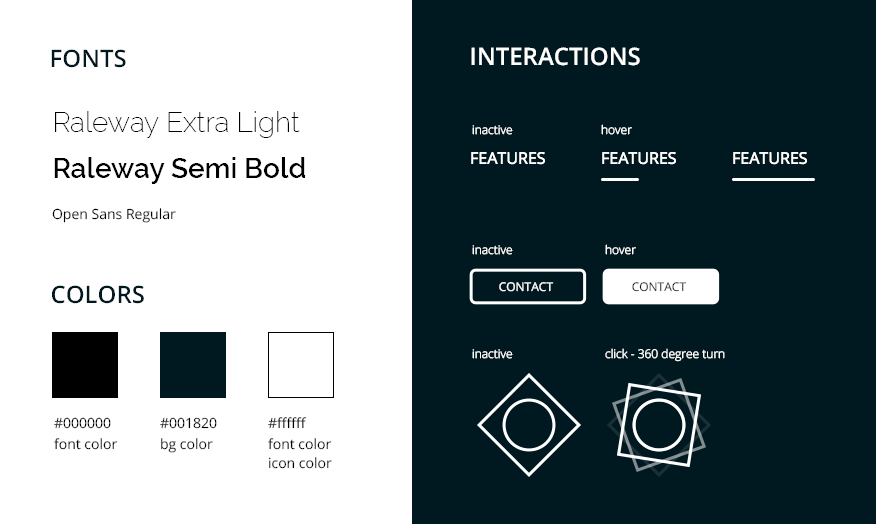 FONTS
Raleway Extra Light
Raleway Semi Bold
Open Sans Regular
COLORS
#000000
font color
#001820
bg color
#ffffff
font color
icon color
INTERACTIONS
inactive
hover
FEATURES
FEATURES
FEATURES
inactive
hover
CONTACT
CONTACT
inactive
click - 360 degree turn